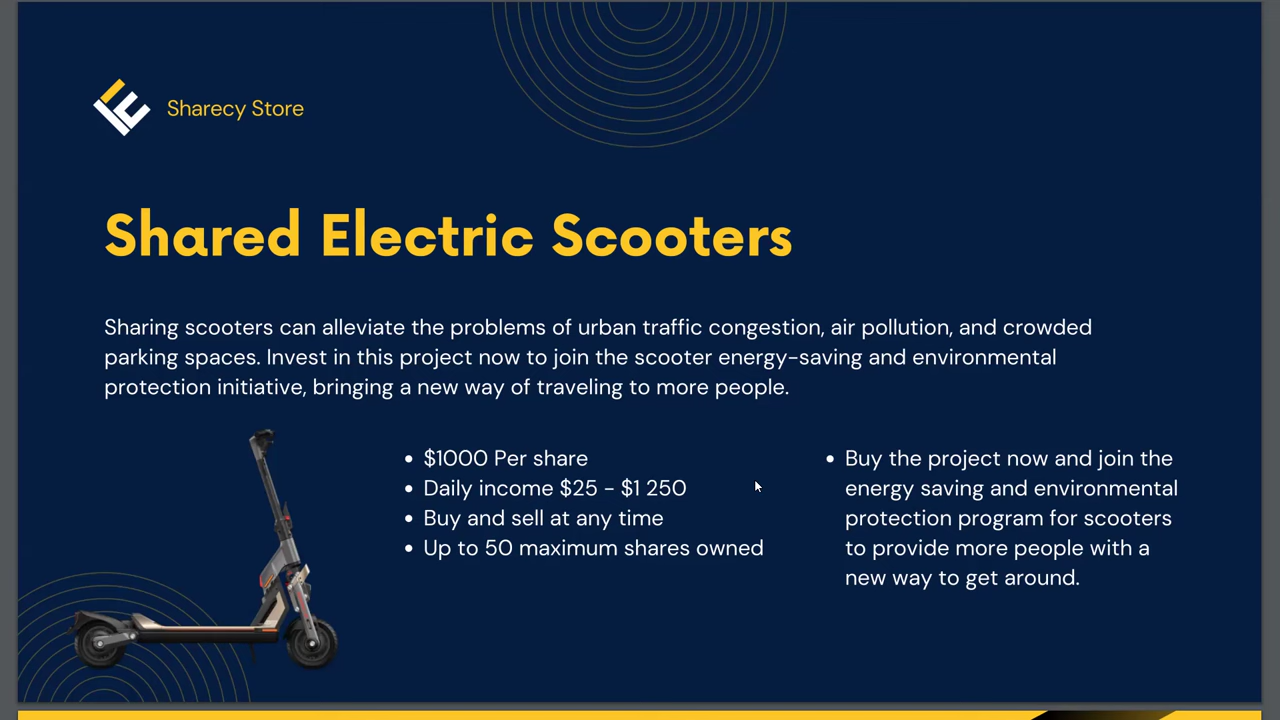 Sharecy Store
Shared Electric Scooters
Sharing scooters can alleviate the problems of urban traffic congestion, air pollution, and crowded
parking spaces. Invest in this project now to join the scooter energy-saving and environmental
protection initiative, bringing a new way of traveling to more people.
• $1000 Per share
• Daily income $25 - $1 250
• Buy and sell at any time
• Up to 50 maximum shares owned
• Buy the project now and join the
energy saving and environmental
protection program for scooters
to provide more people with a
new way to get around.